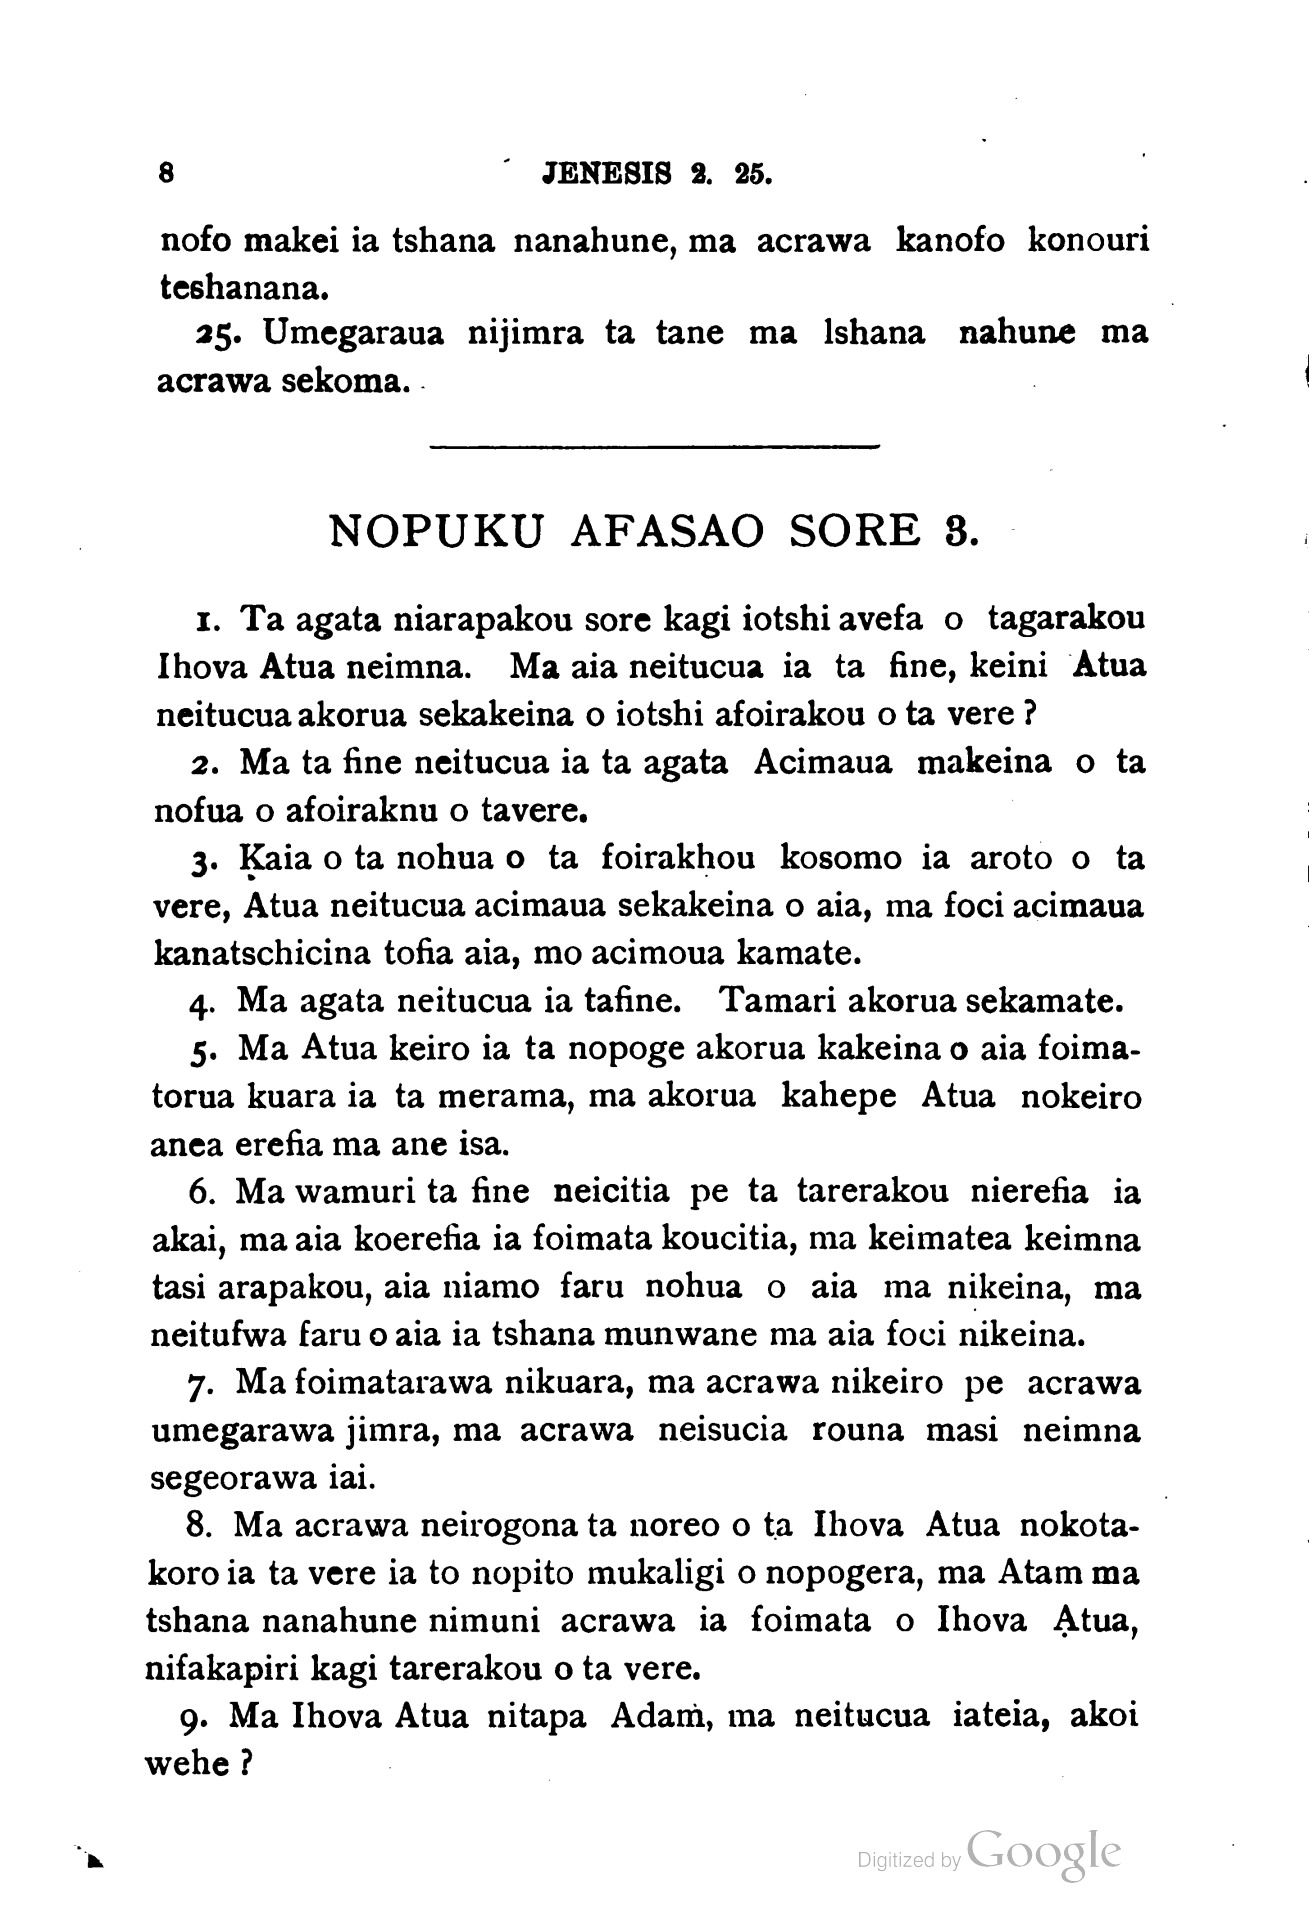 8 JENESIS 2. 25.
nofo makei ia tshana nanahune, ma acrawa kanofo konouri
teshanana.
25. Umegaraua nijimra ta tane ma lshana nahune ma
acrawa sekoma.
NOPUKU AFASAO SORE 3.
1. Ta agata niarapakou sore kagi iotshi avefa o tagarakou
Ihova Atua neimna. Ma aia neitucua ia ta fine, keini Atua
neitucua akorua sekakeina o iotshi afoirakou o ta vere ?
2. Ma ta fine neitucua ia ta agata Acimaua makeina o ta
nofua o afoiraknu o tavere.
3. Kaia o ta nohua o ta foirakhou kosomo ia aroto o ta
vere, Atua neitucua acimaua sekakeina o aia, ma foci acimaua
kanatschicina tofia aia, mo acimoua kamate.
4. Ma agata neitucua ia tafine. Tamari akorua sekamate.
5. Ma Atua keiro ia ta nopoge akorua kakeina o aia foima-
torua kuara ia ta merama, ma akorua kahepe Atua nokeiro
anea erefia ma ane isa.
6. Ma wamuri ta fine neicitia pe ta tarerakou nierefia ia
akai, ma aia koerefia ia foimata koucitia, ma keimatea keimna
tasi arapakou, aia niamo faru nohua o aia ma nikeina, ma
neitufwa faru o aia ia tshana munwane ma aia foci nikeina.
7. Ma foimatarawa nikuara, ma acrawa nikeiro pe acrawa
umegarawa jimra, ma acrawa neisucia rouna masi neimna
segeorawa iai.
8. Ma acrawa neirogona ta noreo o ta Ihova Atua nokota-
koro ia ta vere ia to nopito mukaligi o nopogera, ma Atam ma
tshana nanahune nimuni acrawa ia foimata o Ihova Atua,
nifakapiri kagi tarerakou o ta vere.
9. Ma Ihova Atua nitapa Adam, ma neitucua iateia, akoi
wehe ?
Digitized by Google